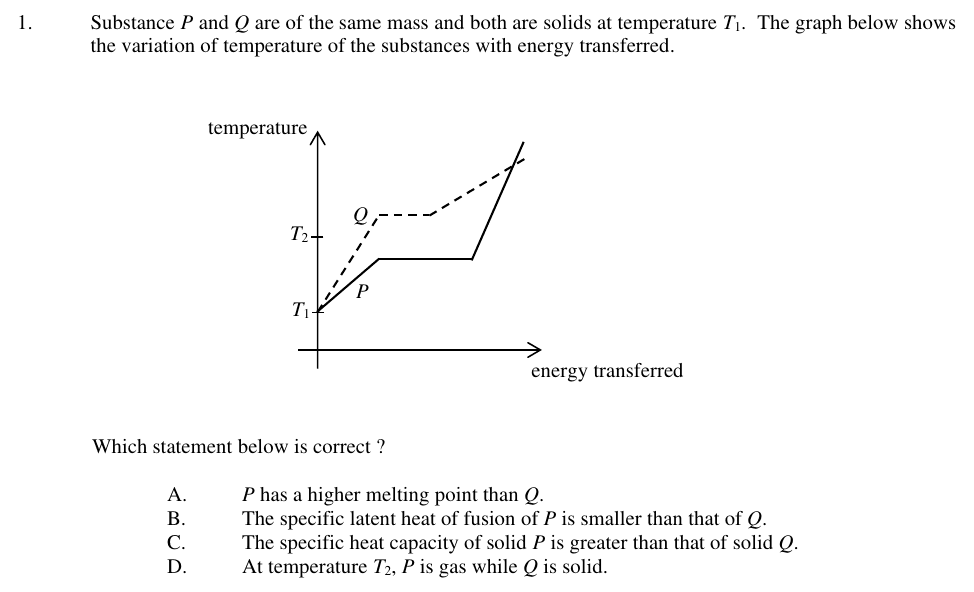 1. Substance P and Q are of the same mass and both are solids at temperature T1. The graph below shows
the variation of temperature of the substances with energy transferred.
temperature
Q
T2
P
T1
energy transferred
Which statement below is correct ?
A. P has a higher melting point than Q.
B. The specific latent heat of fusion of P is smaller than that of Q.
C. The specific heat capacity of solid P is greater than that of solid Q.
D. At temperature T2, P is gas while Q is solid.